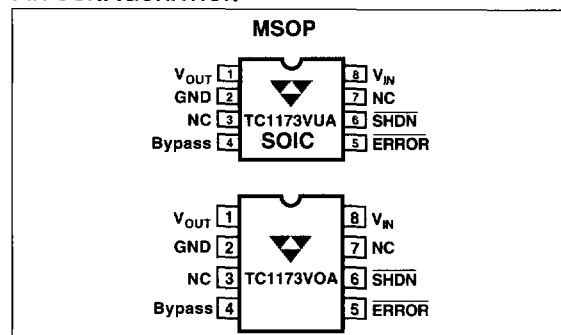 MSOP
VOUT 1 8 VIN
GND 2 7 NC
NC 3 TC1173VUA 6 SHDN
Bypass 4 SOIC 5 ERROR
VOUT 1 8 VIN
GND 2 7 NC
NC 3 TC1173VOA 6 SHDN
Bypass 4 5 ERROR